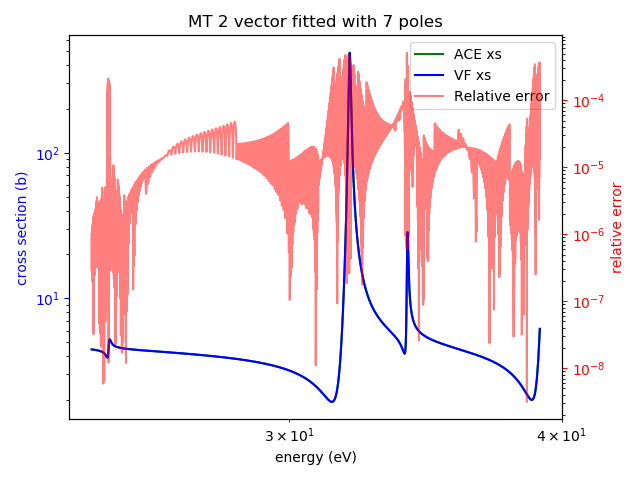 MT 2 vector fitted with 7 poles
ACE xs
VF xs
Relative error
cross section (b)
10²
10¹
relative error
10⁻⁴
10⁻⁵
10⁻⁶
10⁻⁷
10⁻⁸
3 × 10¹
4 × 10¹
energy (eV)